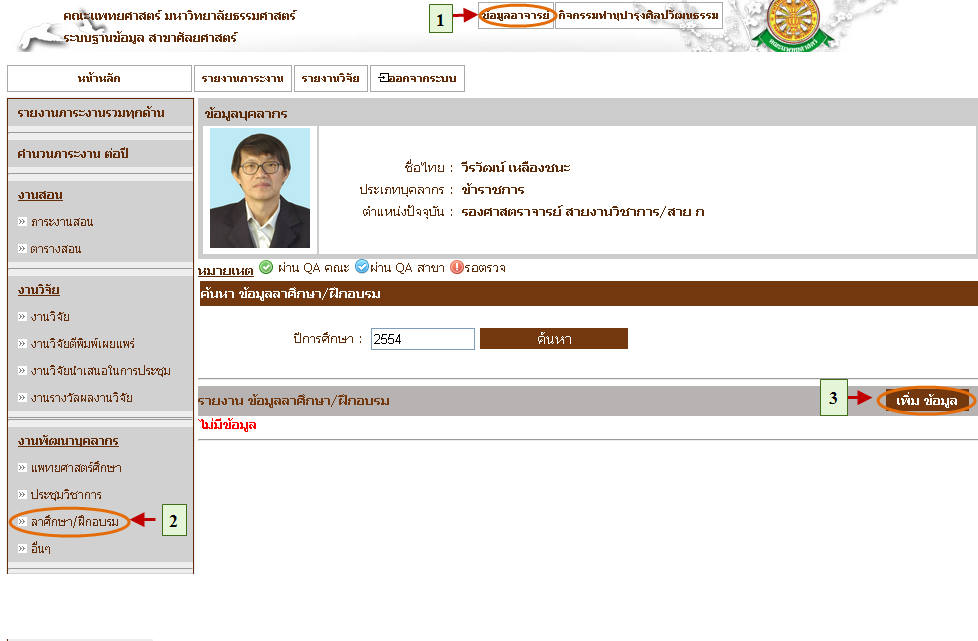 คณะแพทยศาสตร์ มหาวิทยาลัยธรรมศาสตร์
ระบบฐานข้อมูล สาขาศัลยศาสตร์
1
ข้อมูลอาจารย์ กิจกรรมทำนุบำรุงศิลปวัฒนธรรม
หน้าหลัก รายงานภาระงาน รายงานวิจัย ออกจากระบบ
รายงานภาระงานรวมทุกด้าน
คำนวนภาระงาน ต่อปี
งานสอน
» ภาระงานสอน
» ตารางสอน
งานวิจัย
» งานวิจัย
» งานวิจัยตีพิมพ์เผยแพร่
» งานวิจัยนำเสนอในการประชุม
» งานรางวัลผลงานวิจัย
งานพัฒนาบุคลากร
» แพทยศาสตร์ศึกษา
» ประชุมวิชาการ
» ลาศึกษา/ฝึกอบรม
2
» อื่นๆ
ข้อมูลบุคลากร
ชื่อไทย : วีรวัฒน์ เหลืองชนะ
ประเภทบุคลากร : ข้าราชการ
ตำแหน่งปัจจุบัน : รองศาสตราจารย์ สายงานวิชาการ/สาย ก
หมายเหตุ ผ่าน QA คณะ ผ่าน QA สาขา รอตรวจ
ค้นหา ข้อมูลลาศึกษา/ฝึกอบรม
ปีการศึกษา : 2554 ค้นหา
รายงาน ข้อมูลลาศึกษา/ฝึกอบรม
3
เพิ่ม ข้อมูล
ไม่มีข้อมูล